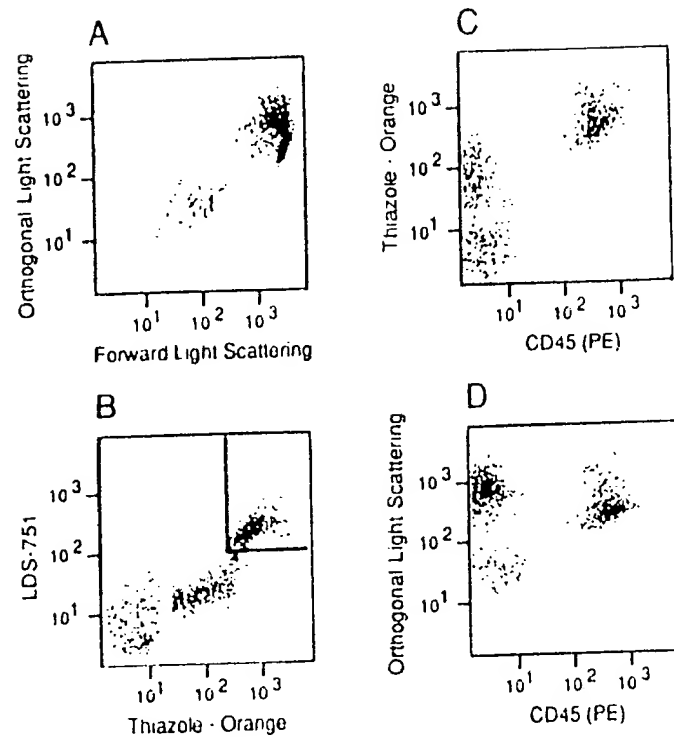 A
Orthogonal Light Scattering
10³
10²
10¹
10¹ 10² 10³
Forward Light Scattering
C
Thiazole - Orange
10³
10²
10¹
10¹ 10² 10³
CD45 (PE)
B
LDS-751
10³
10²
10¹
10¹ 10² 10³
Thiazole - Orange
D
Orthogonal Light Scattering
10³
10²
10¹
10¹ 10² 10³
CD45 (PE)